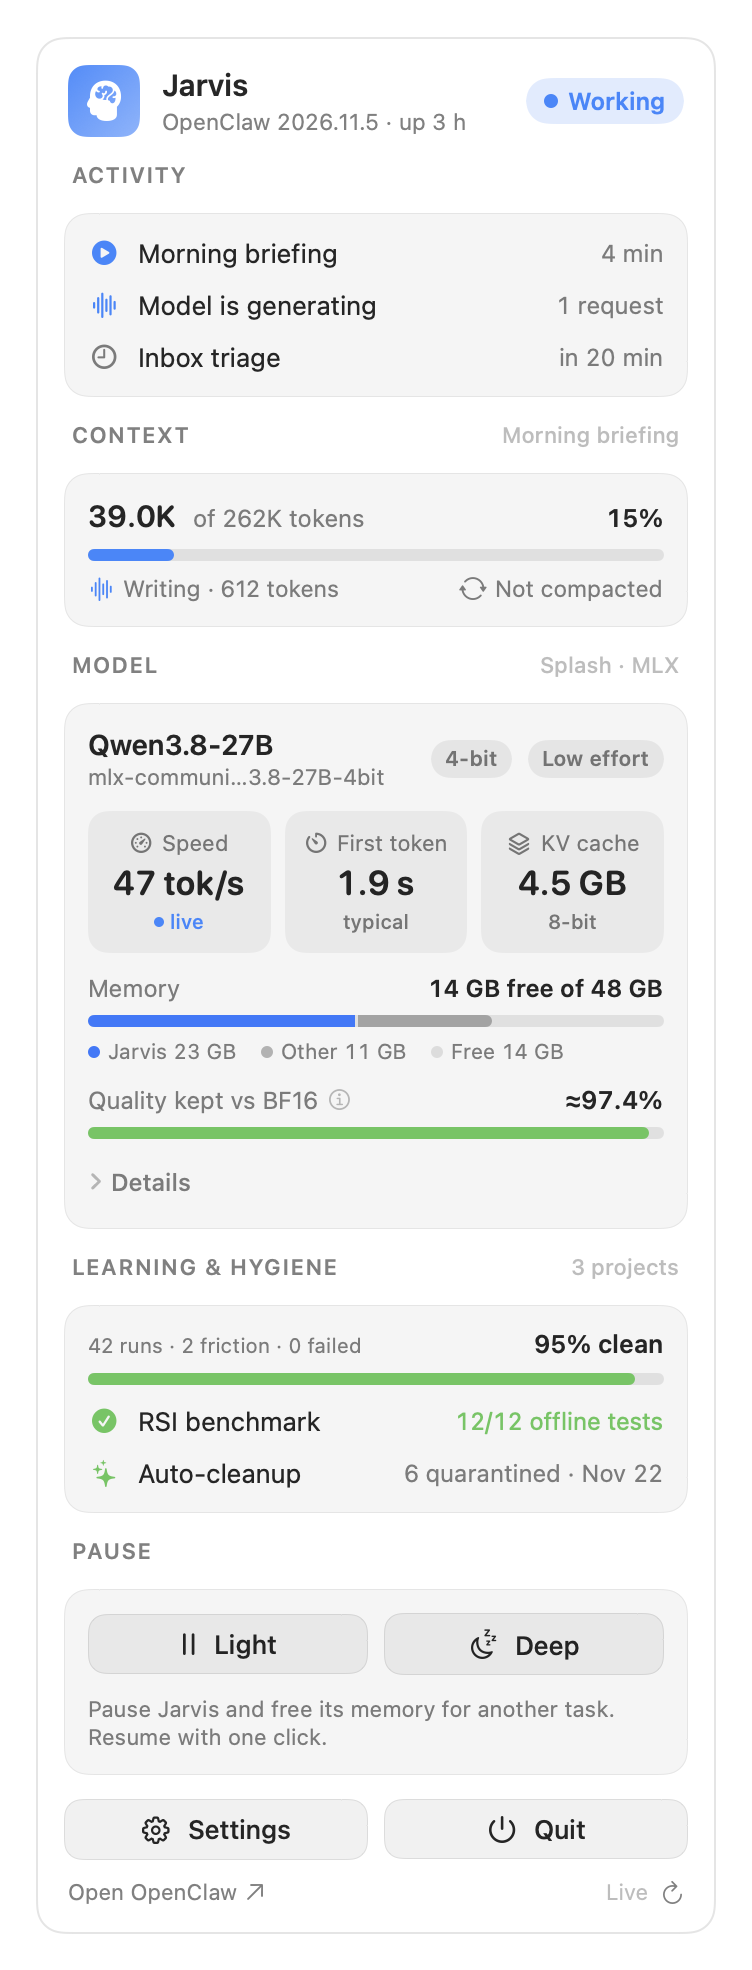 Jarvis
OpenClaw 2026.11.5 · up 3 h
Working
ACTIVITY
Morning briefing 4 min
Model is generating 1 request
Inbox triage in 20 min
CONTEXT Morning briefing
39.0K of 262K tokens 15%
Writing · 612 tokens Not compacted
MODEL Splash · MLX
Qwen3.8-27B
mlx-communi...3.8-27B-4bit
4-bit Low effort
Speed First token KV cache
47 tok/s 1.9 s 4.5 GB
live typical 8-bit
Memory 14 GB free of 48 GB
Jarvis 23 GB Other 11 GB Free 14 GB
Quality kept vs BF16 ≈97.4%
Details
LEARNING & HYGIENE 3 projects
42 runs · 2 friction · 0 failed 95% clean
RSI benchmark 12/12 offline tests
Auto-cleanup 6 quarantined · Nov 22
PAUSE
Light Deep
Pause Jarvis and free its memory for another task.
Resume with one click.
Settings Quit
Open OpenClaw Live